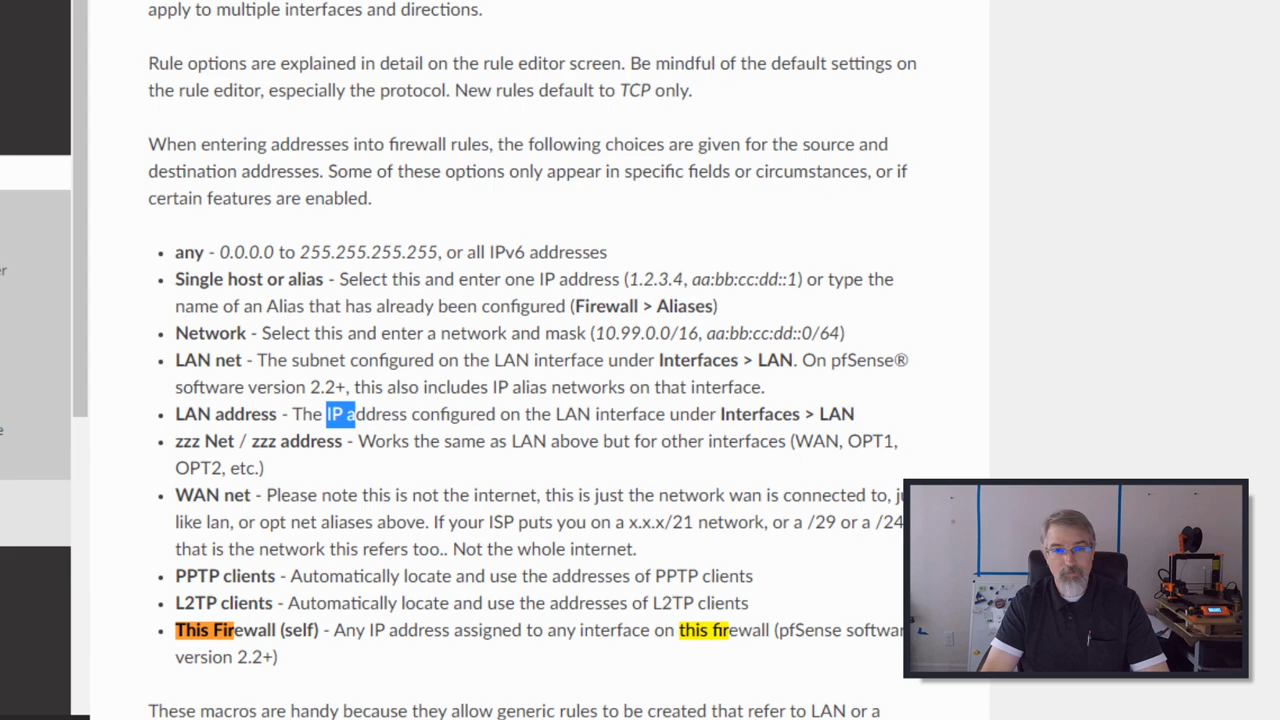 apply to multiple interfaces and directions.
Rule options are explained in detail on the rule editor screen. Be mindful of the default settings on
the rule editor, especially the protocol. New rules default to TCP only.
When entering addresses into firewall rules, the following choices are given for the source and
destination addresses. Some of these options only appear in specific fields or circumstances, or if
certain features are enabled.
• any - 0.0.0.0 to 255.255.255.255, or all IPv6 addresses
• Single host or alias - Select this and enter one IP address (1.2.3.4, aa:bb:cc:dd::1) or type the
name of an Alias that has already been configured (Firewall > Aliases)
• Network - Select this and enter a network and mask (10.99.0.0/16, aa:bb:cc:dd::0/64)
• LAN net - The subnet configured on the LAN interface under Interfaces > LAN. On pfSense®
software version 2.2+, this also includes IP alias networks on that interface.
• LAN address - The IP address configured on the LAN interface under Interfaces > LAN
• zzz Net / zzz address - Works the same as LAN above but for other interfaces (WAN, OPT1,
OPT2, etc.)
• WAN net - Please note this is not the internet, this is just the network wan is connected to,
like lan, or opt net aliases above. If your ISP puts you on a x.x.x/21 network, or a /29 or a /24
that is the network this refers too.. Not the whole internet.
• PPTP clients - Automatically locate and use the addresses of PPTP clients
• L2TP clients - Automatically locate and use the addresses of L2TP clients
• This Firewall (self) - Any IP address assigned to any interface on this firewall (pfSense softwar
version 2.2+)
These macros are handy because they allow generic rules to be created that refer to LAN or a